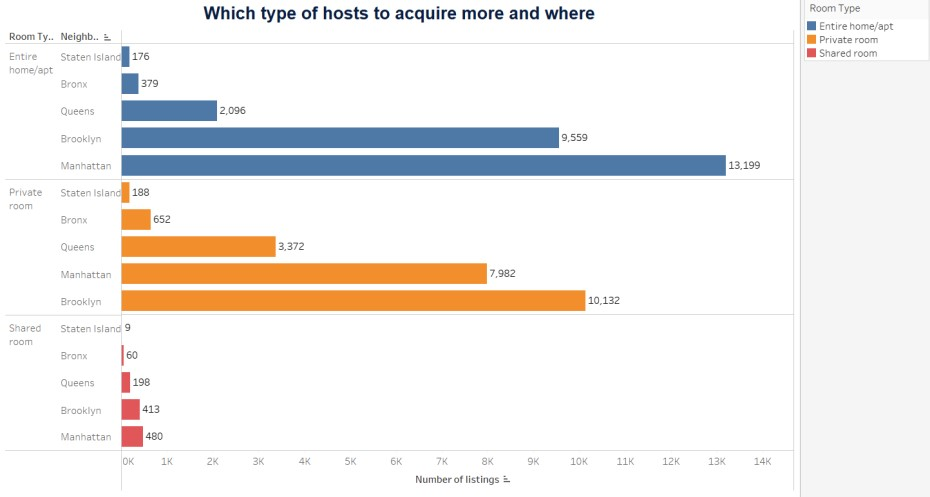 Which type of hosts to acquire more and where
Room Ty.. Neighb..
Entire home/apt
Staten Island 176
Bronx 379
Queens 2,096
Brooklyn 9,559
Manhattan 13,199
Private room
Staten Island 188
Bronx 652
Queens 3,372
Manhattan 7,982
Brooklyn 10,132
Shared room
Staten Island 9
Bronx 60
Queens 198
Brooklyn 413
Manhattan 480
0K 1K 2K 3K 4K 5K 6K 7K 8K 9K 10K 11K 12K 13K 14K
Number of listings
Room Type
Entire home/apt
Private room
Shared room